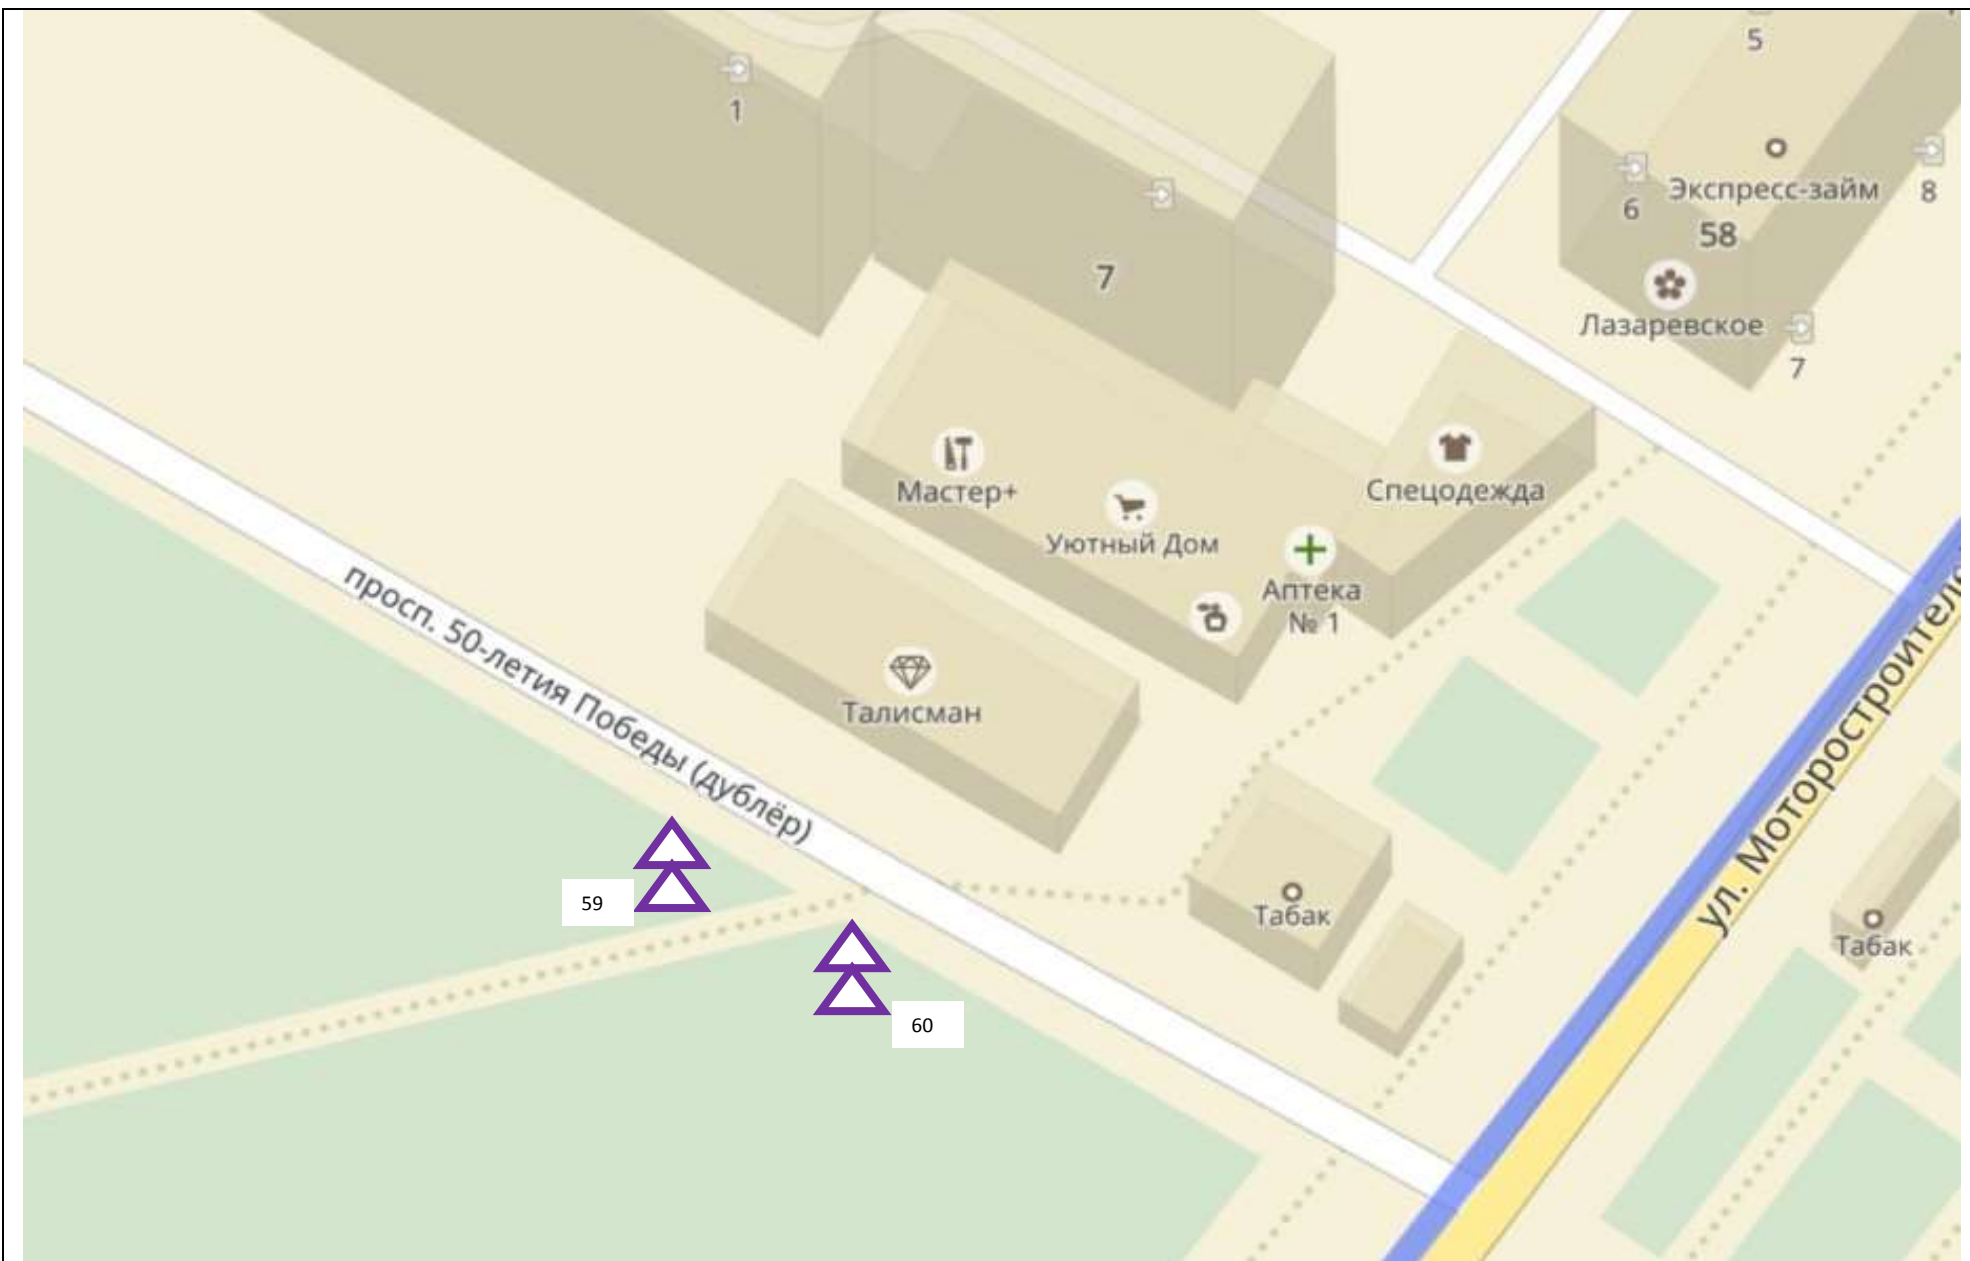 5
1
Экспресс-займ
6
8
58
7
Лазаревское
7
Мастер+
Спецодежда
Уютный Дом
Аптека
№ 1
просп. 50-летия Победы (дублёр)
Талисман
ул. Моторостроителе
59
Табак
Табак
60